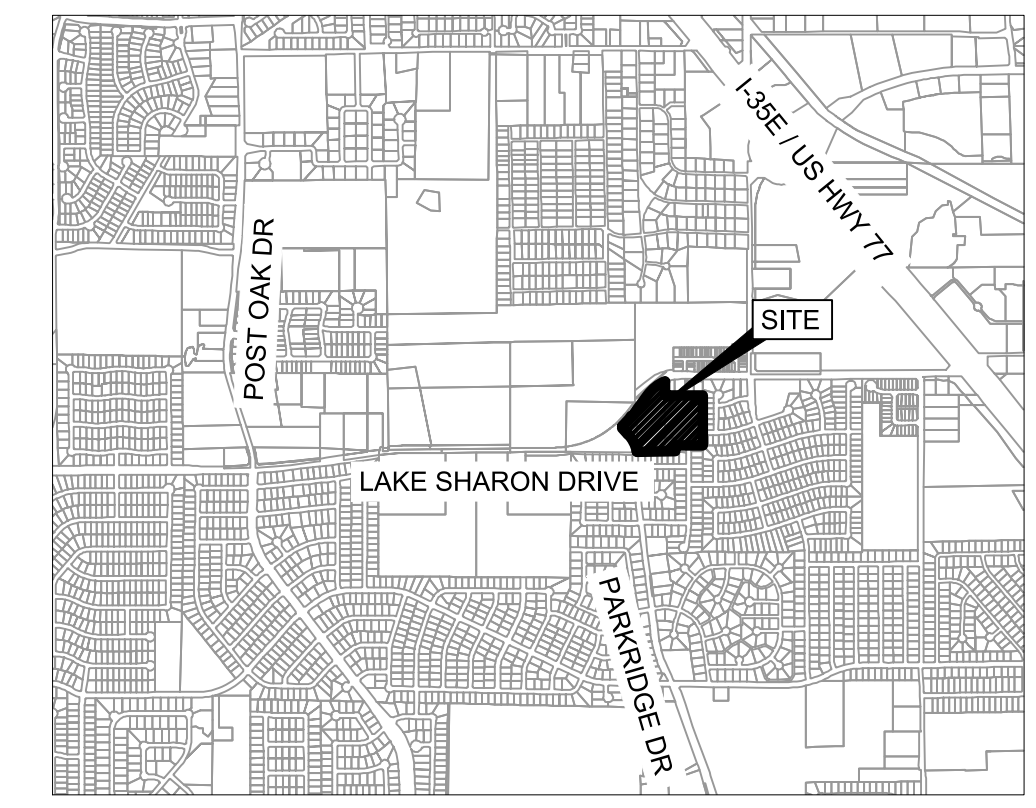 I-35E / US HWY 77
POST OAK DR
SITE
LAKE SHARON DRIVE
PARKRIDGE DR